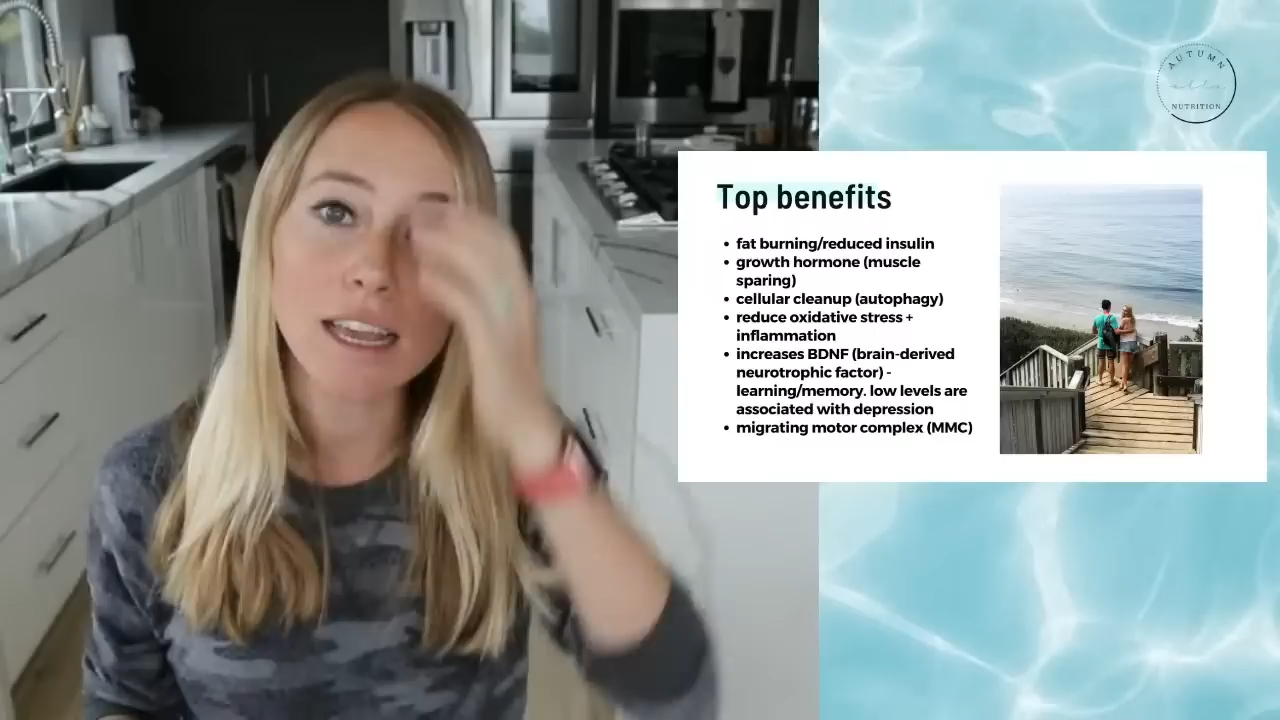 AUTUMN
elle
NUTRITION
Top benefits
• fat burning/reduced insulin
• growth hormone (muscle
sparing)
• cellular cleanup (autophagy)
• reduce oxidative stress +
inflammation
• increases BDNF (brain-derived
neurotrophic factor) -
learning/memory. low levels are
associated with depression
• migrating motor complex (MMC)